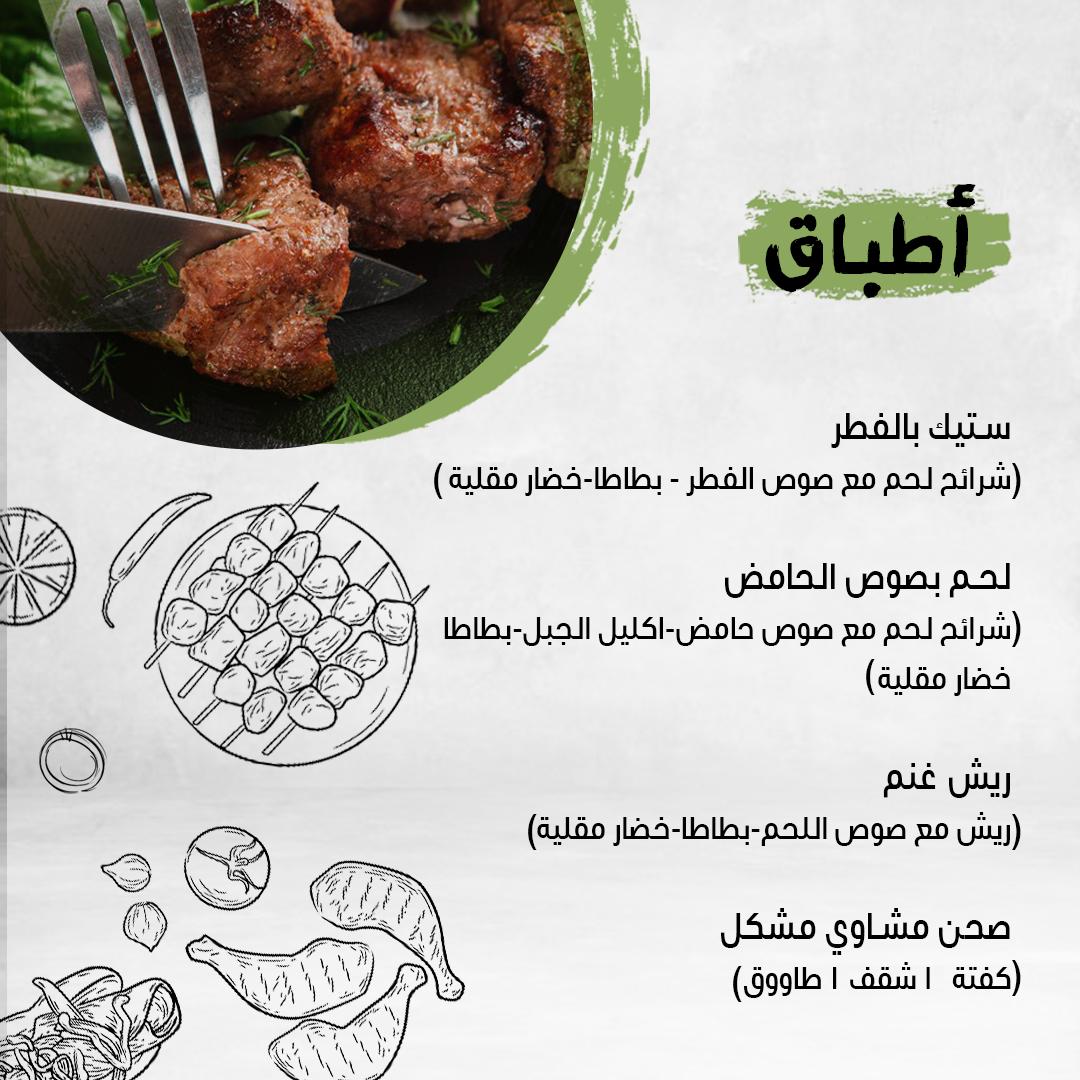 أطباق
ستيك بالفطر
(شرائح لحم مع صوص الفطر - بطاطا-خضار مقلية )
لحم بصوص الحامض
(شرائح لحم مع صوص حامض-اكليل الجبل-بطاطا
خضار مقلية)
ريش غنم
(ريش مع صوص اللحم-بطاطا-خضار مقلية)
صحن مشاوي مشكل
(كفتة | شقف | طاووق)